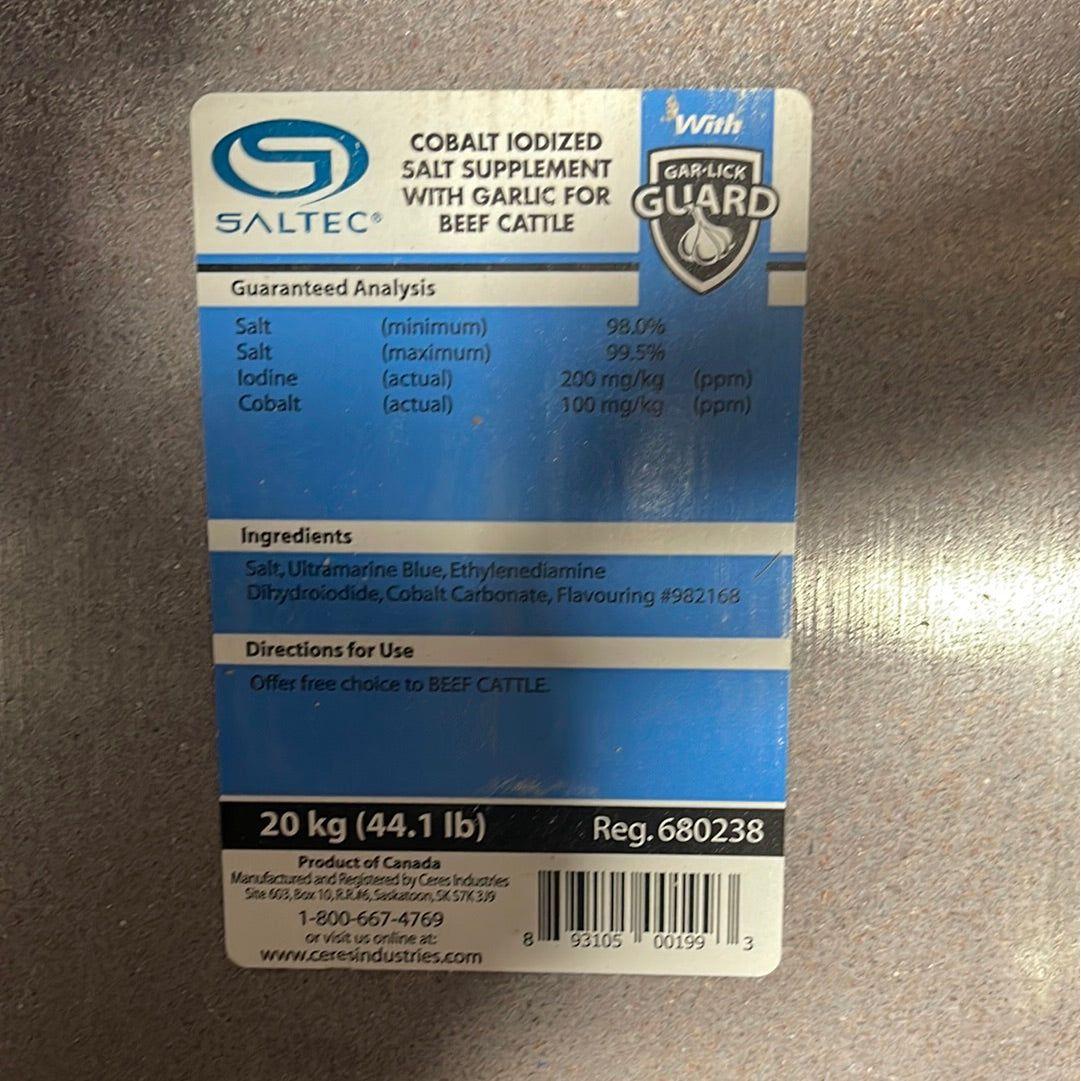 SALTEC®
COBALT IODIZED
SALT SUPPLEMENT
WITH GARLIC FOR
BEEF CATTLE
With
GAR•LICK
GUARD
Guaranteed Analysis
Salt (minimum) 98.0%
Salt (maximum) 99.5%
Iodine (actual) 200 mg/kg (ppm)
Cobalt (actual) 100 mg/kg (ppm)
Ingredients
Salt, Ultramarine Blue, Ethylenediamine
Dihydroiodide, Cobalt Carbonate, Flavouring #982168
Directions for Use
Offer free choice to BEEF CATTLE.
20 kg (44.1 lb) Reg. 680238
Product of Canada
Manufactured and Registered by Ceres Industries
Site 603, Box 10, R.R.#6, Saskatoon, SK S7K 3J9
1-800-667-4769
or visit us online at:
www.ceresindustries.com
8 93105 00199 3